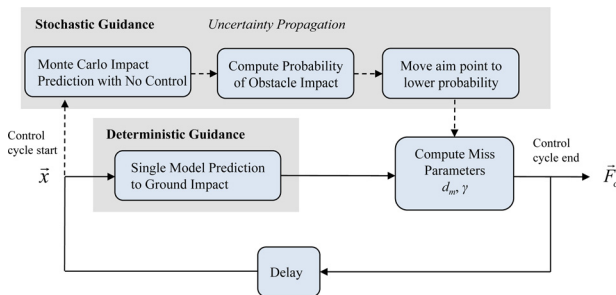 Stochastic Guidance
Uncertainty Propagation
Monte Carlo Impact
Prediction with No Control
Compute Probability
of Obstacle Impact
Move aim point to
lower probability
Control
cycle start
Deterministic Guidance
Single Model Prediction
to Ground Impact
Compute Miss
Parameters
dₘ, γ
Control
cycle end
x⃗
F⃗c
Delay